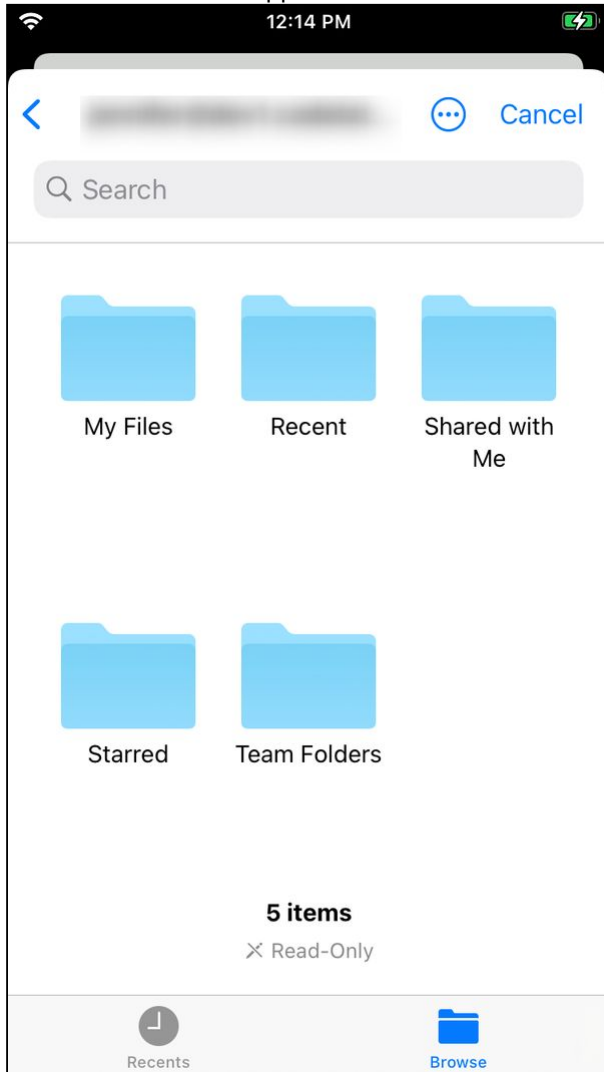 12:14 PM
Cancel
Search
My Files
Recent
Shared with
Me
Starred
Team Folders
5 items
Read-Only
Recents
Browse